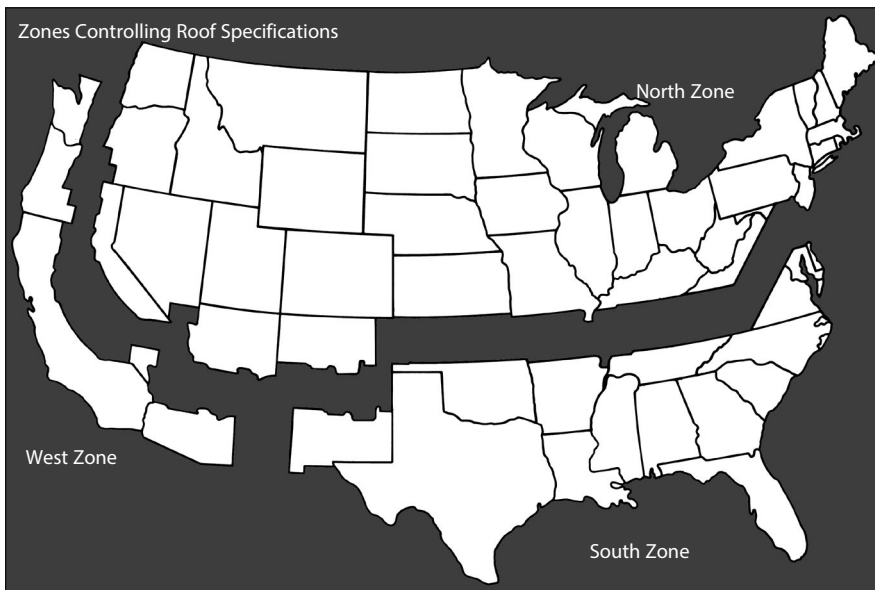 Zones Controlling Roof Specifications
North Zone
West Zone
South Zone